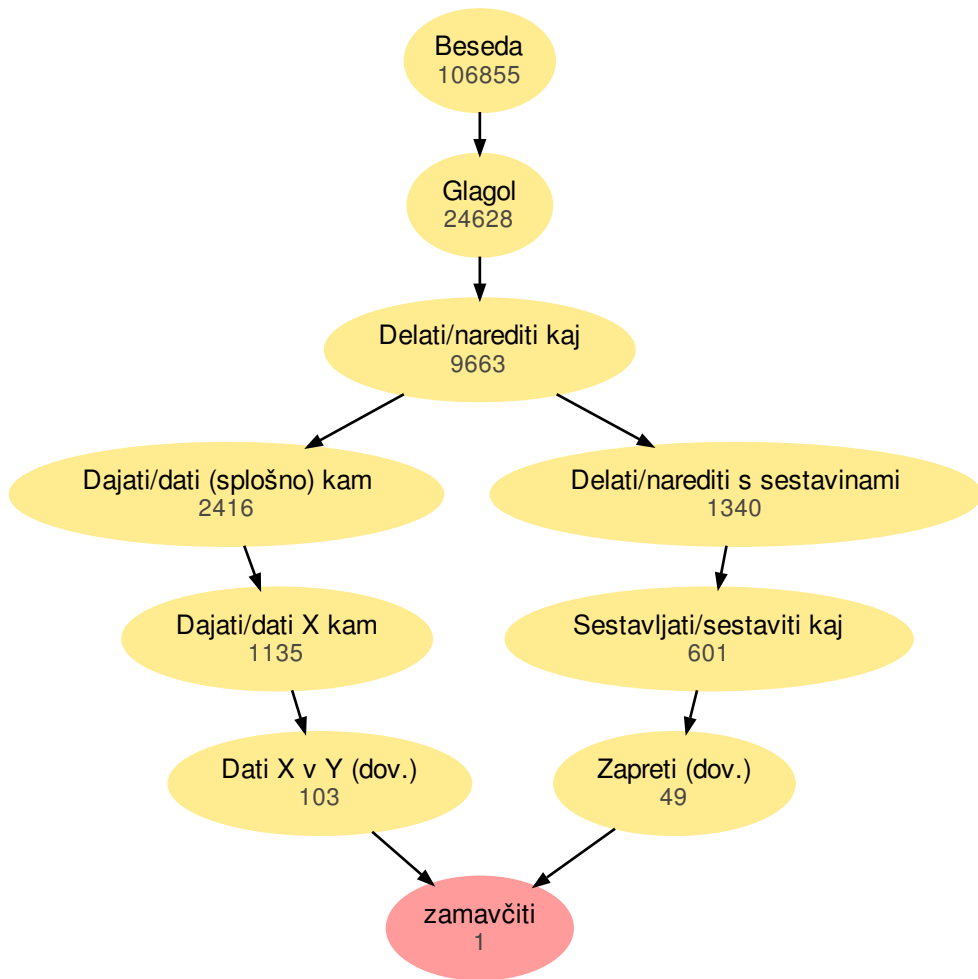 Beseda
106855
Glagol
24628
Delati/narediti kaj
9663
Dajati/dati (splošno) kam
2416
Delati/narediti s sestavinami
1340
Dajati/dati X kam
1135
Sestavljati/sestaviti kaj
601
Dati X v Y (dov.)
103
Zapreti (dov.)
49
zamavčiti
1